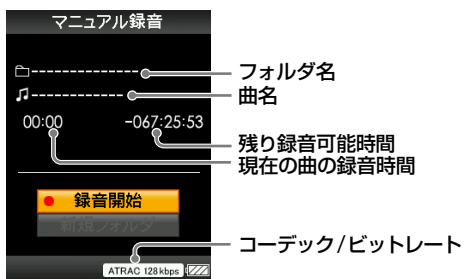 マニュアル録音
フォルダ名
曲名
00:00 -067:25:53
残り録音可能時間
現在の曲の録音時間
録音開始
新規フォルダ
コーデック/ビットレート
ATRAC 128 kbps